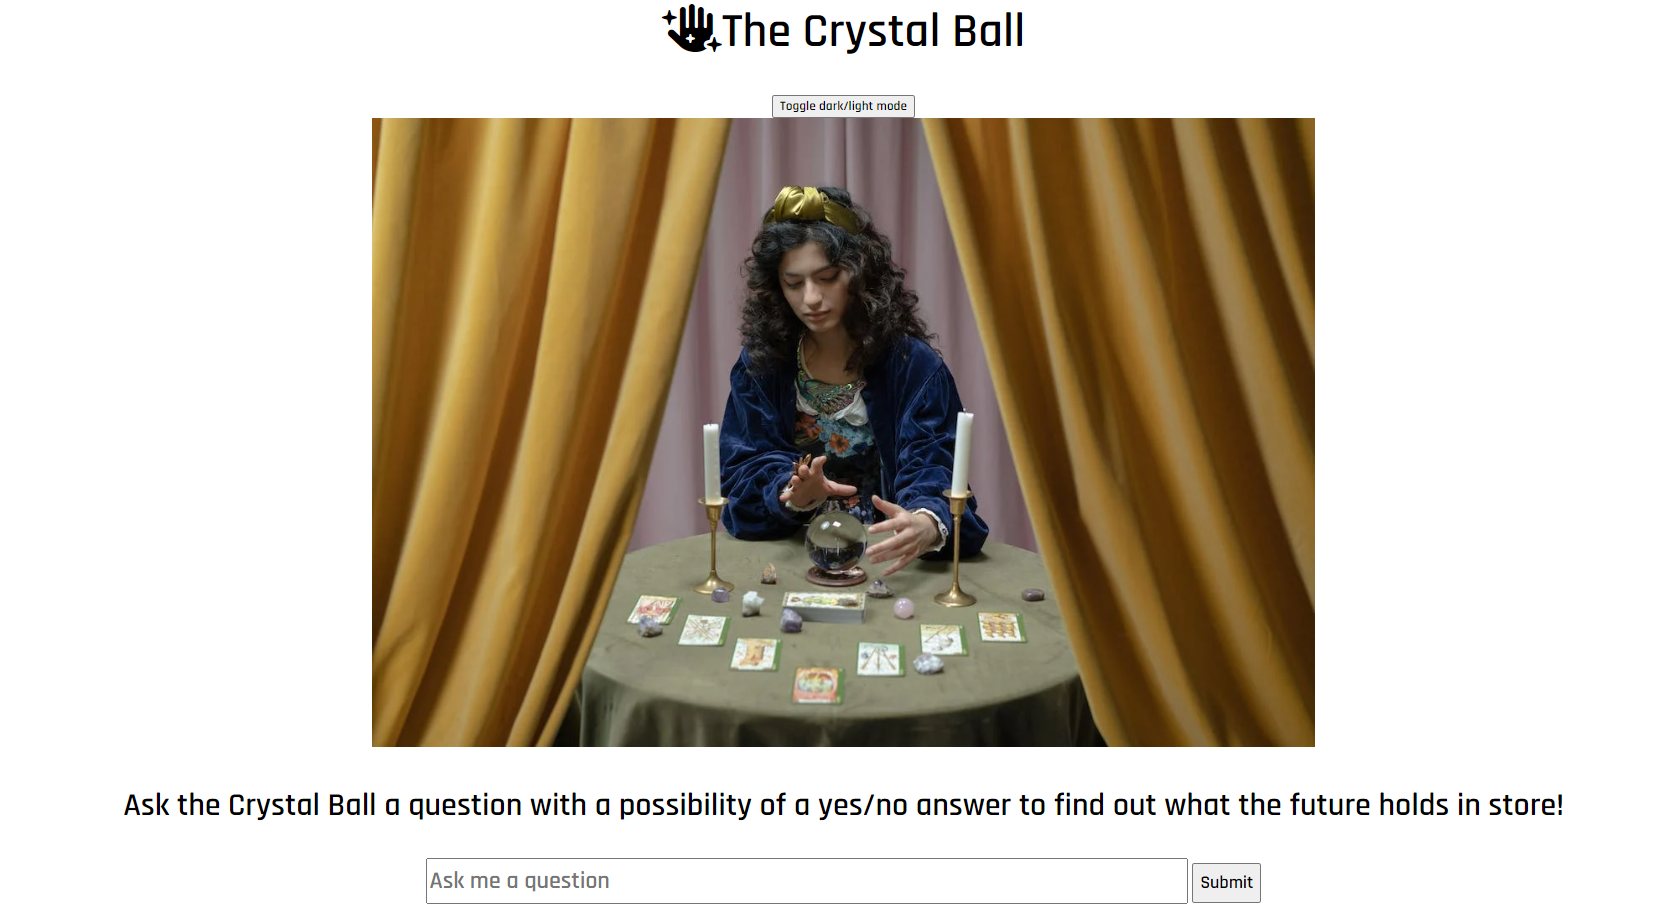 The Crystal Ball
Toggle dark/light mode
Ask the Crystal Ball a question with a possibility of a yes/no answer to find out what the future holds in store!
Ask me a question
Submit